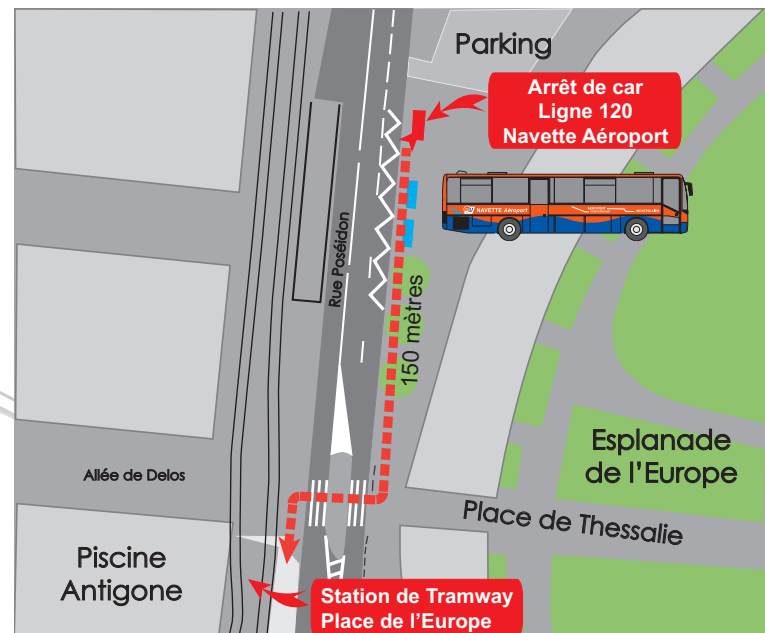 Parking
Arrêt de car
Ligne 120
Navette Aéroport
NAVETTE Aéroport
Rue Poséidon
150 mètres
Esplanade
de l'Europe
Allée de Delos
Place de Thessalie
Piscine
Antigone
Station de Tramway
Place de l'Europe